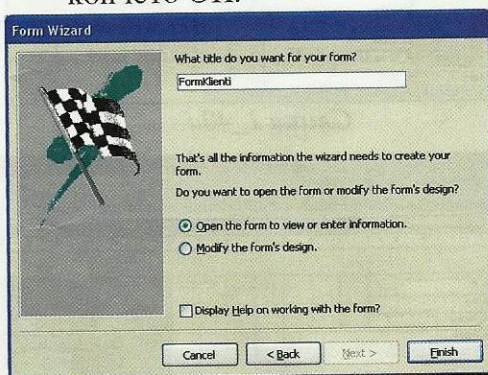 Form Wizard
What title do you want for your form?
FormKlienti
That's all the information the wizard needs to create your
form.
Do you want to open the form or modify the form's design?
Open the form to view or enter information.
Modify the form's design.
Display Help on working with the form?
Cancel
< Back
Next >
Finish